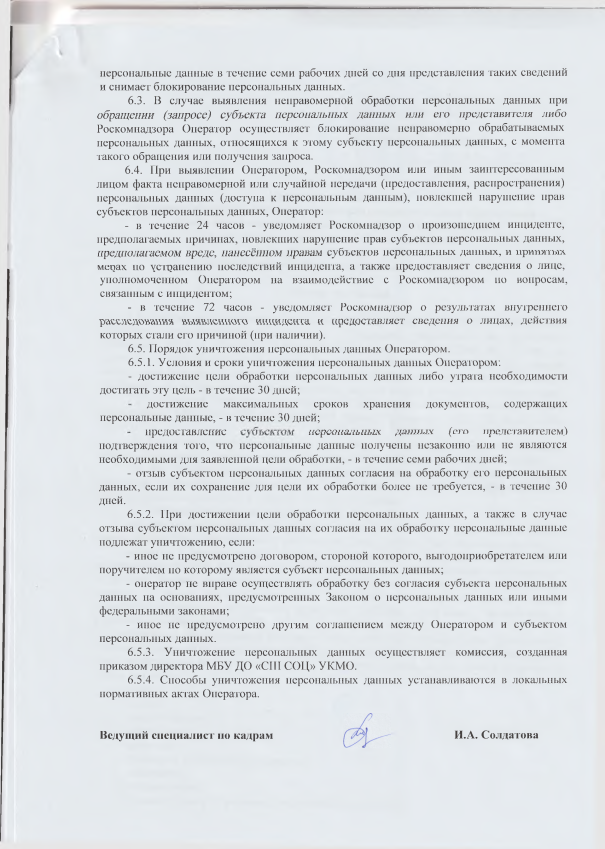 персональные данные в течение семи рабочих дней со дня представления таких сведений
и снимает блокирование персональных данных.
6.3. В случае выявления неправомерной обработки персональных данных при
обращении (запросе) субъекта персональных данных или его представителя либо
Роскомнадзора Оператор осуществляет блокирование неправомерно обрабатываемых
персональных данных, относящихся к этому субъекту персональных данных, с момента
такого обращения или получения запроса.
6.4. При выявлении Оператором, Роскомнадзором или иным заинтересованным
лицом факта неправомерной или случайной передачи (предоставления, распространения)
персональных данных (доступа к персональным данным), повлекшей нарушение прав
субъектов персональных данных, Оператор:
- в течение 24 часов - уведомляет Роскомнадзор о произошедшем инциденте,
предполагаемых причинах, повлекших нарушение прав субъектов персональных данных,
предполагаемом вреде, нанесённом правам субъектов персональных данных, и принятых
мерах по устранению последствий инцидента, а также предоставляет сведения о лице,
уполномоченном Оператором на взаимодействие с Роскомнадзором по вопросам,
связанным с инцидентом;
- в течение 72 часов - уведомляет Роскомнадзор о результатах внутреннего
расследования выявленного инцидента и предоставляет сведения о лицах, действия
которых стали его причиной (при наличии).
6.5. Порядок уничтожения персональных данных Оператором.
6.5.1. Условия и сроки уничтожения персональных данных Оператором:
- достижение цели обработки персональных данных либо утрата необходимости
достигать эту цель - в течение 30 дней;
- достижение максимальных сроков хранения документов, содержащих
персональные данные, - в течение 30 дней;
- предоставление субъектом персональных данных (его представителем)
подтверждения того, что персональные данные получены незаконно или не являются
необходимыми для заявленной цели обработки, - в течение семи рабочих дней;
- отзыв субъектом персональных данных согласия на обработку его персональных
данных, если их сохранение для цели их обработки более не требуется, - в течение 30
дней.
6.5.2. При достижении цели обработки персональных данных, а также в случае
отзыва субъектом персональных данных согласия на их обработку персональные данные
подлежат уничтожению, если:
- иное не предусмотрено договором, стороной которого, выгодоприобретателем или
поручителем по которому является субъект персональных данных;
- оператор не вправе осуществлять обработку без согласия субъекта персональных
данных на основаниях, предусмотренных Законом о персональных данных или иными
федеральными законами;
- иное не предусмотрено другим соглашением между Оператором и субъектом
персональных данных.
6.5.3. Уничтожение персональных данных осуществляет комиссия, созданная
приказом директора МБУ ДО «СШ СОЦ» УКМО.
6.5.4. Способы уничтожения персональных данных устанавливаются в локальных
нормативных актах Оператора.
Ведущий специалист по кадрам И.А. Солдатова